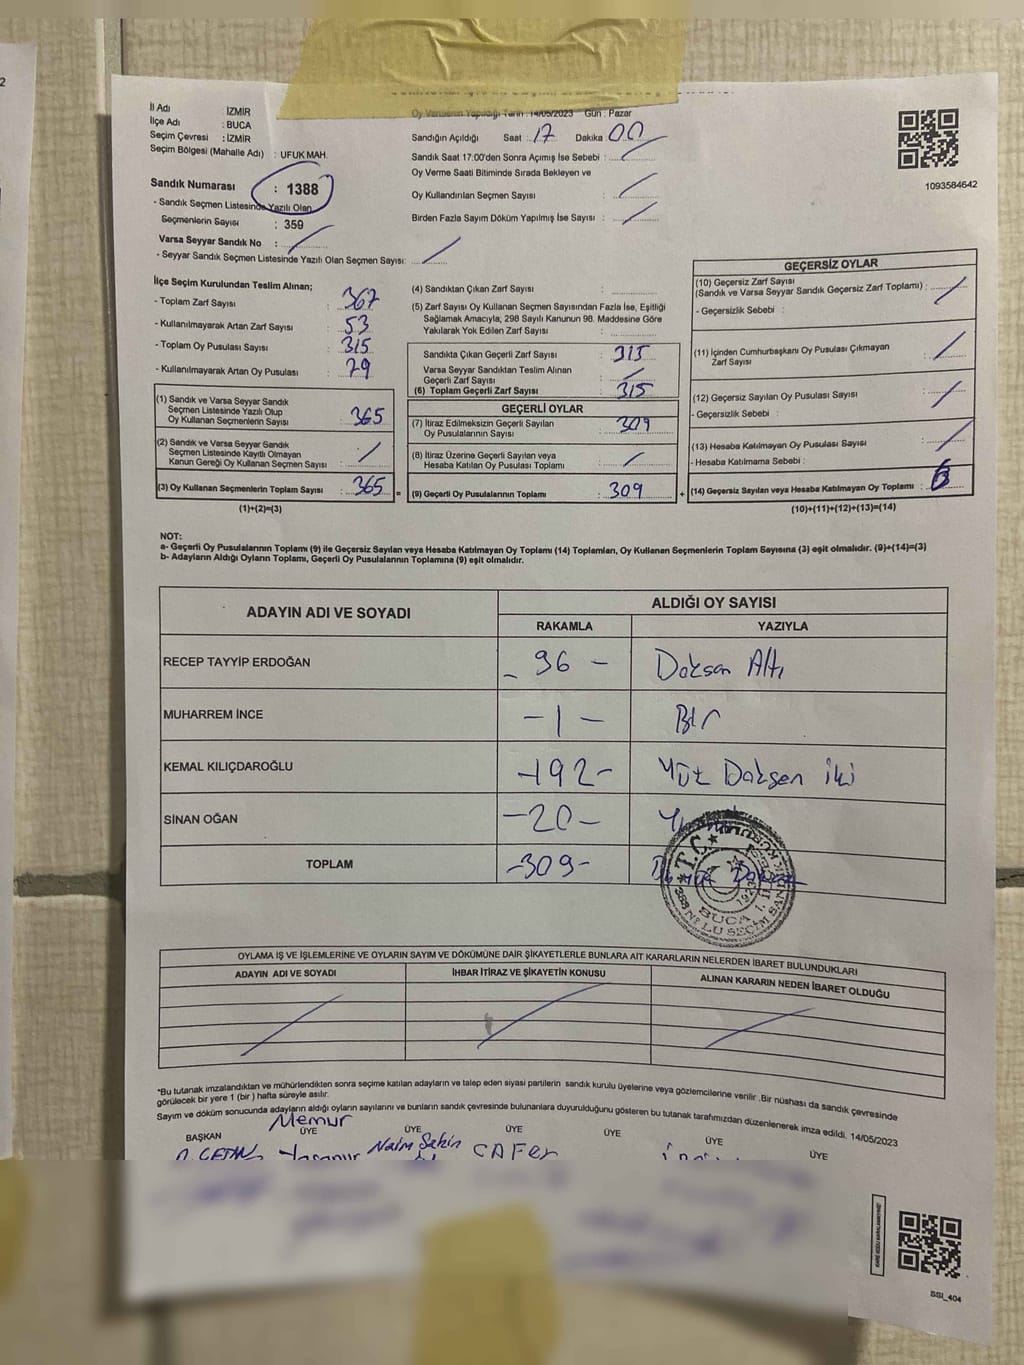 Oy Verilmenin Yapıldığı Tarih : 14/05/2023 Gün : Pazar
İl Adı : İZMİR
İlçe Adı : BUCA
Seçim Çevresi : İZMİR
Seçim Bölgesi (Mahalle Adı) : UFUK MAH.
Sandık Numarası : 1388
- Sandık Seçmen Listesinde Yazılı Olan
Seçmenlerin Sayısı : 359
Varsa Seyyar Sandık No :
- Seyyar Sandık Seçmen Listesinde Yazılı Olan Seçmen Sayısı:
Sandığın Açıldığı Saat : 17 Dakika 00
Sandık Saat 17:00'den Sonra Açımış İse Sebebi :
Oy Verme Saati Bitiminde Sırada Bekleyen ve
Oy Kullandırılan Seçmen Sayısı :
Birden Fazla Sayım Döküm Yapılmış İse Sayısı :
1093584642
İlçe Seçim Kurulundan Teslim Alınan;
- Toplam Zarf Sayısı : 367
- Kullanılmayarak Artan Zarf Sayısı : 53
- Toplam Oy Pusulası Sayısı : 315
- Kullanılmayarak Artan Oy Pusulası : 79
(1) Sandık ve Varsa Seyyar Sandık
Seçmen Listesinde Yazılı Olup
Oy Kullanan Seçmenlerin Sayısı : 365
(2) Sandık ve Varsa Seyyar Sandık
Seçmen Listesinde Kayıtlı Olmayan
Kanun Gereği Oy Kullanan Seçmen Sayısı :
(3) Oy Kullanan Seçmenlerin Toplam Sayısı : 365 =
(1)+(2)=(3)
(4) Sandıktan Çıkan Zarf Sayısı :
(5) Zarf Sayısı Oy Kullanan Seçmen Sayısından Fazla İse, Eşitliği
Sağlamak Amacıyla; 298 Sayılı Kanunun 98. Maddesine Göre
Yakılarak Yok Edilen Zarf Sayısı :
Sandıkta Çıkan Geçerli Zarf Sayısı : 315
Varsa Seyyar Sandıktan Teslim Alınan
Geçerli Zarf Sayısı :
(6) Toplam Geçerli Zarf Sayısı : 315
GEÇERLİ OYLAR
(7) İtiraz Edilmeksizin Geçerli Sayılan
Oy Pusulalarının Sayısı : 309
(8) İtiraz Üzerine Geçerli Sayılan veya
Hesaba Katılan Oy Pusulası Toplamı :
(9) Geçerli Oy Pusulalarının Toplamı : 309 +
GEÇERSİZ OYLAR
(10) Geçersiz Zarf Sayısı
(Sandık ve Varsa Seyyar Sandık Geçersiz Zarf Toplamı) :
- Geçersizlik Sebebi :
(11) İçinden Cumhurbaşkanı Oy Pusulası Çıkmayan
Zarf Sayısı :
(12) Geçersiz Sayılan Oy Pusulası Sayısı :
- Geçersizlik Sebebi :
(13) Hesaba Katılmayan Oy Pusulası Sayısı :
- Hesaba Katılmama Sebebi :
(14) Geçersiz Sayılan veya Hesaba Katılmayan Oy Toplamı :
(10)+(11)+(12)+(13)=(14)
NOT:
a- Geçerli Oy Pusulalarının Toplamı (9) ile Geçersiz Sayılan veya Hesaba Katılmayan Oy Toplamı (14) Toplamları, Oy Kullanan Seçmenlerin Toplam Sayısına (3) eşit olmalıdır. (9)+(14)=(3)
b- Adayların Aldığı Oyların Toplamı, Geçerli Oy Pusulalarının Toplamına (9) eşit olmalıdır.
ADAYIN ADI VE SOYADI
ALDIĞI OY SAYISI
RAKAMLA YAZIYLA
RECEP TAYYİP ERDOĞAN - 96 - Doksan Altı
MUHARREM İNCE - 1 - Bir
KEMAL KILIÇDAROĞLU - 192 - Yüz Doksan iki
SİNAN OĞAN - 20 -
TOPLAM - 309 -
T.C.
BUCA 1. İL
1923
388 Nº LU SEÇİM SANDIK KURULU
OYLAMA İŞ VE İŞLEMLERİNE VE OYLARIN SAYIM VE DÖKÜMÜNE DAİR ŞİKAYETLERLE BUNLARA AİT KARARLARIN NELERDEN İBARET BULUNDUKLARI
ADAYIN ADI VE SOYADI İHBAR İTİRAZ VE ŞİKAYETİN KONUSU ALINAN KARARIN NEDEN İBARET OLDUĞU
*Bu tutanak imzalandıktan ve mühürlendikten sonra seçime katılan adayların ve talep eden siyasi partilerin sandık kurulu üyelerine veya gözlemcilerine verilir .Bir nüshası da sandık çevresinde
görülecek bir yere 1 (bir ) hafta süreyle asılır.
Sayım ve döküm sonucunda adayların aldığı oyların sayılarını ve bunların sandık çevresinde bulunanlara duyurulduğunu gösteren bu tutanak tarafımızdan düzenlenerek imza edildi. 14/05/2023
Memur
BAŞKAN ÜYE ÜYE ÜYE ÜYE ÜYE ÜYE
Naim Şahin CAFer
KARE KODU KARALAMAYINIZ!
SSI_404